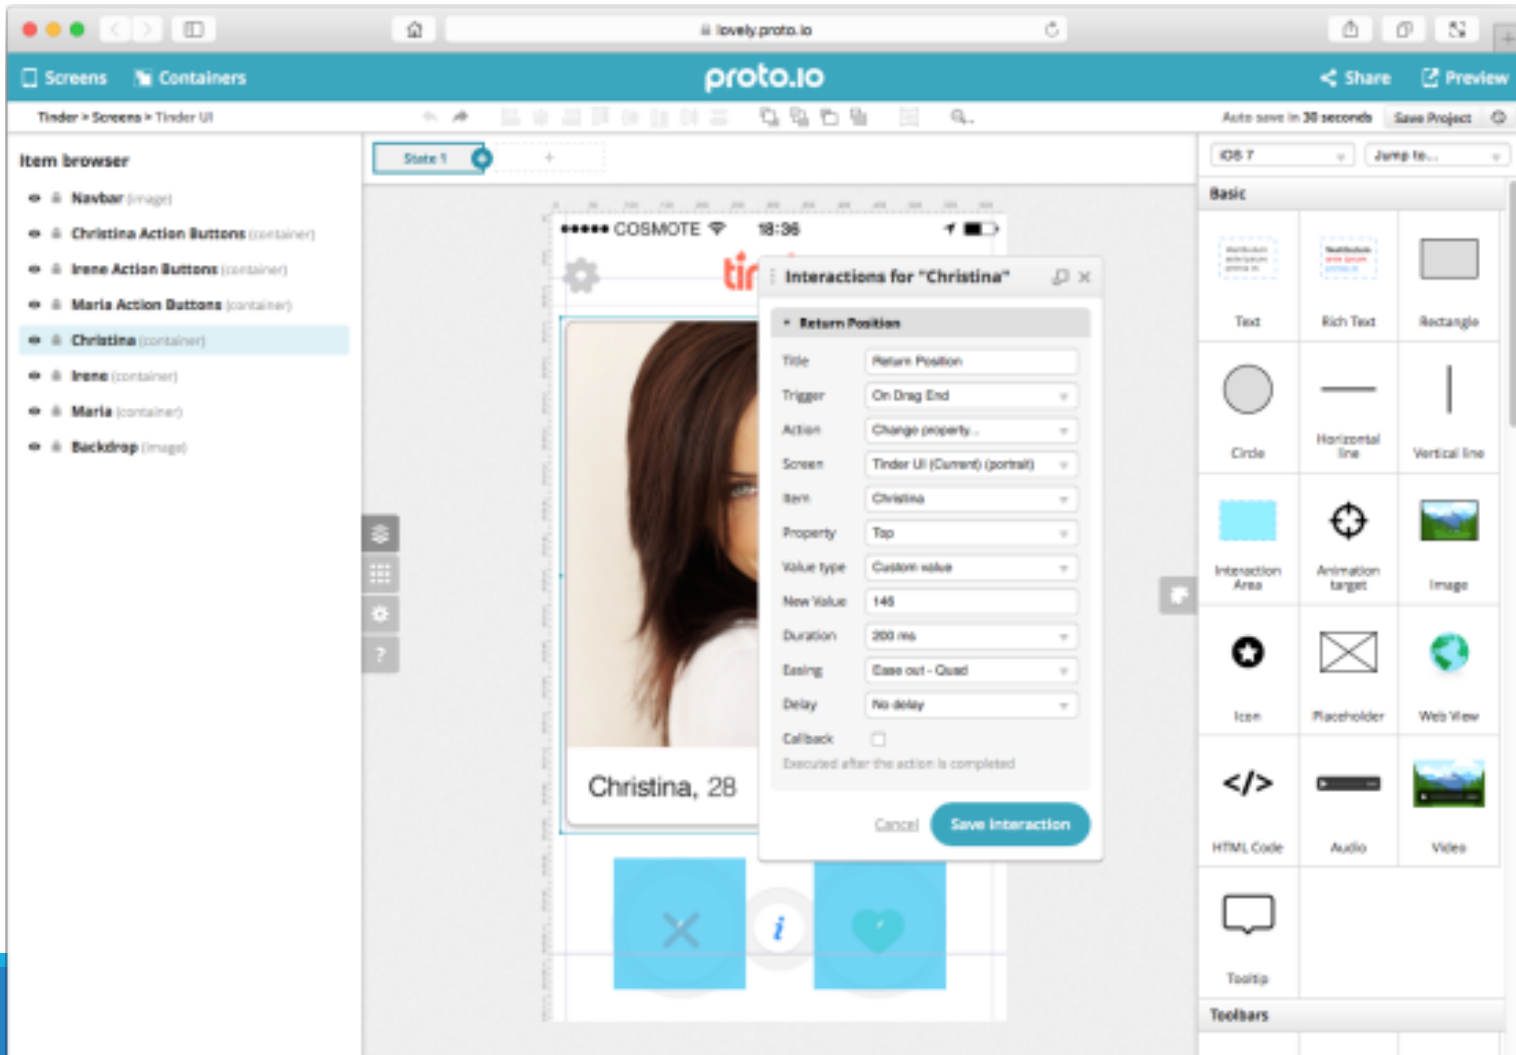 lovely.proto.io
Screens
Containers
proto.io
Share
Preview
Tinder > Screens > Tinder UI
Auto save in 30 seconds
Save Project
Item browser
Navbar (image)
Christina Action Buttons (container)
Irene Action Buttons (container)
Maria Action Buttons (container)
Christina (container)
Irene (container)
Maria (container)
Backdrop (image)
State 1
COSMOTE
18:36
Interactions for "Christina"
Return Position
Title
Return Position
Trigger
On Drag End
Action
Change property...
Screen
Tinder UI (Current) (portrait)
Item
Christina
Property
Top
Value type
Custom value
New Value
146
Duration
200 ms
Easing
Ease out - Quad
Delay
No delay
Callback
Executed after the action is completed
Cancel
Save Interaction
Christina, 28
i
iOS 7
Jump to...
Basic
Text
Rich Text
Rectangle
Circle
Horizontal
line
Vertical line
Interaction
Area
Animation
target
Image
Icon
Placeholder
Web View
</>
HTML Code
Audio
Video
Tooltip
Toolbars
?